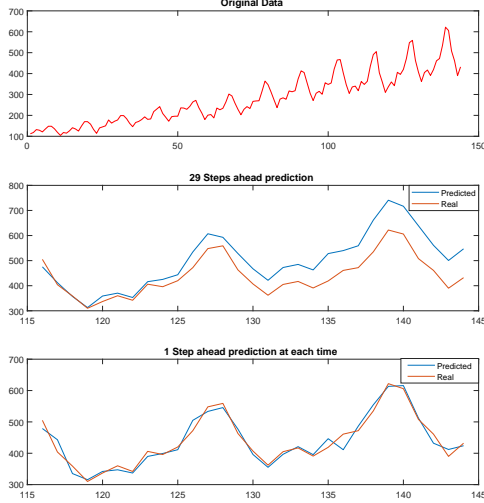 Original Data
700
600
500
400
300
200
100
0 50 100 150
29 Steps ahead prediction
800
700
600
500
400
300
Predicted
Real
115 120 125 130 135 140 145
1 Step ahead prediction at each time
700
600
500
400
300
Predicted
Real
115 120 125 130 135 140 145